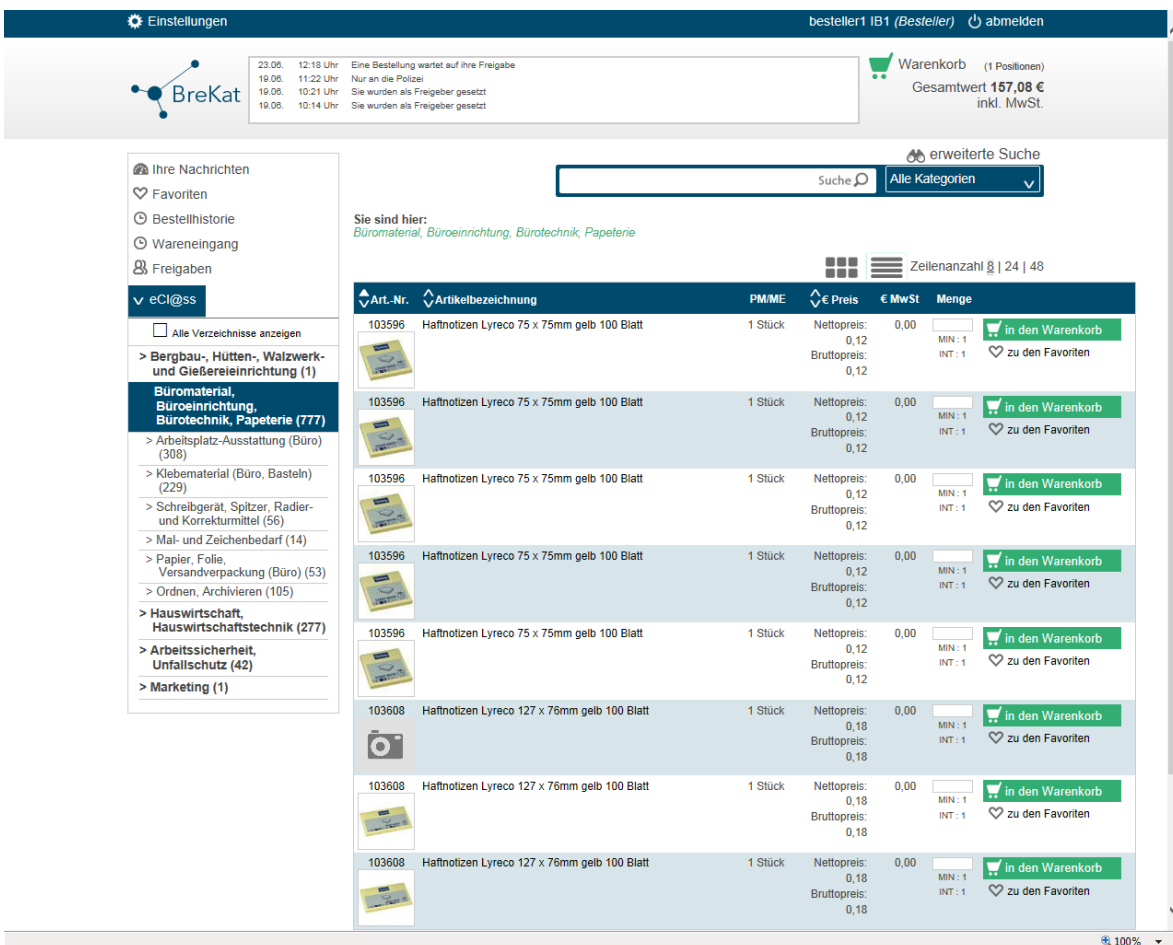 Einstellungen
besteller1 IB1 (Besteller) abmelden
BreKat
23.06. 12:18 Uhr Eine Bestellung wartet auf ihre Freigabe
19.06. 11:22 Uhr Nur an die Polizei
19.06. 10:21 Uhr Sie wurden als Freigeber gesetzt
19.06. 10:14 Uhr Sie wurden als Freigeber gesetzt
Warenkorb (1 Positionen)
Gesamtwert 157,08 €
inkl. MwSt.
Ihre Nachrichten
Favoriten
Bestellhistorie
Wareneingang
Freigaben
eCl@ss
Alle Verzeichnisse anzeigen
> Bergbau-, Hütten-, Walzwerk-
und Gießereieinrichtung (1)
Büromaterial,
Büroeinrichtung,
Bürotechnik, Papeterie (777)
> Arbeitsplatz-Ausstattung (Büro)
(308)
> Klebematerial (Büro, Basteln)
(229)
> Schreibgerät, Spitzer, Radier-
und Korrekturmittel (56)
> Mal- und Zeichenbedarf (14)
> Papier, Folie,
Versandverpackung (Büro) (53)
> Ordnen, Archivieren (105)
> Hauswirtschaft,
Hauswirtschaftstechnik (277)
> Arbeitssicherheit,
Unfallschutz (42)
> Marketing (1)
erweiterte Suche
Suche Alle Kategorien
Sie sind hier:
Büromaterial, Büroeinrichtung, Bürotechnik, Papeterie
Zeilenanzahl 8 | 24 | 48
Art.-Nr. Artikelbezeichnung PM/ME € Preis € MwSt Menge
103596 Haftnotizen Lyreco 75 x 75mm gelb 100 Blatt 1 Stück Nettopreis: 0,00 in den Warenkorb
0,12 MIN : 1
Bruttopreis: INT : 1 zu den Favoriten
0,12
103596 Haftnotizen Lyreco 75 x 75mm gelb 100 Blatt 1 Stück Nettopreis: 0,00 in den Warenkorb
0,12 MIN : 1
Bruttopreis: INT : 1 zu den Favoriten
0,12
103596 Haftnotizen Lyreco 75 x 75mm gelb 100 Blatt 1 Stück Nettopreis: 0,00 in den Warenkorb
0,12 MIN : 1
Bruttopreis: INT : 1 zu den Favoriten
0,12
103596 Haftnotizen Lyreco 75 x 75mm gelb 100 Blatt 1 Stück Nettopreis: 0,00 in den Warenkorb
0,12 MIN : 1
Bruttopreis: INT : 1 zu den Favoriten
0,12
103596 Haftnotizen Lyreco 75 x 75mm gelb 100 Blatt 1 Stück Nettopreis: 0,00 in den Warenkorb
0,12 MIN : 1
Bruttopreis: INT : 1 zu den Favoriten
0,12
103608 Haftnotizen Lyreco 127 x 76mm gelb 100 Blatt 1 Stück Nettopreis: 0,00 in den Warenkorb
0,18 MIN : 1
Bruttopreis: INT : 1 zu den Favoriten
0,18
103608 Haftnotizen Lyreco 127 x 76mm gelb 100 Blatt 1 Stück Nettopreis: 0,00 in den Warenkorb
0,18 MIN : 1
Bruttopreis: INT : 1 zu den Favoriten
0,18
103608 Haftnotizen Lyreco 127 x 76mm gelb 100 Blatt 1 Stück Nettopreis: 0,00 in den Warenkorb
0,18 MIN : 1
Bruttopreis: INT : 1 zu den Favoriten
0,18
100%